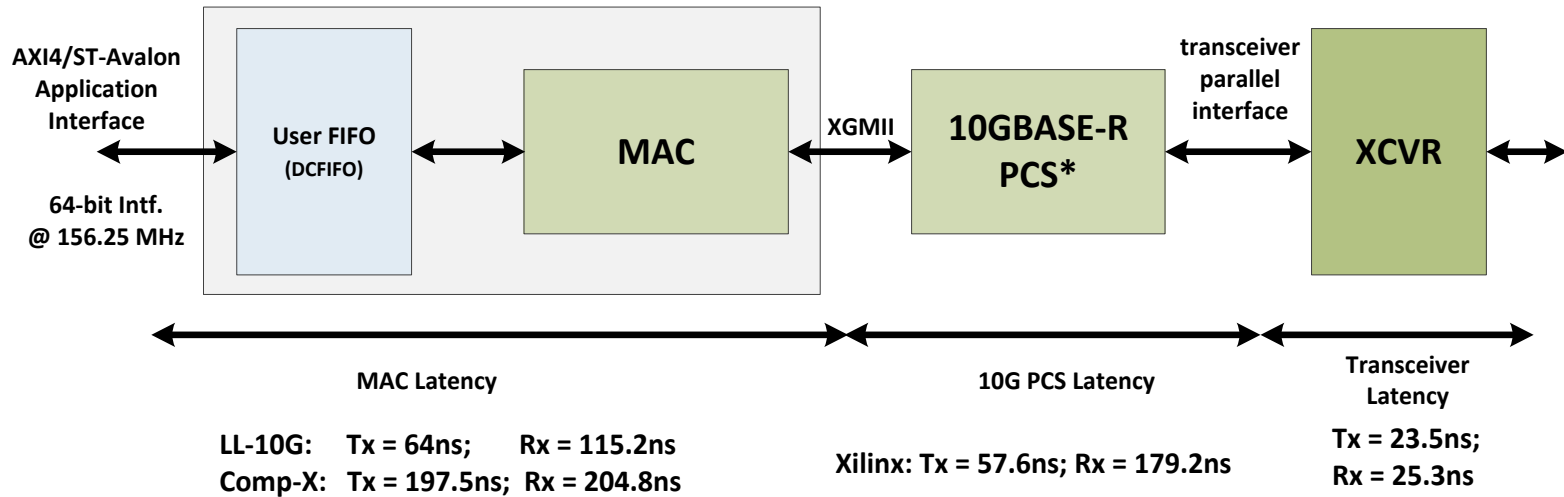 AXI4/ST-Avalon
Application
Interface
64-bit Intf.
@ 156.25 MHz
User FIFO
(DCFIFO)
MAC
XGMII
10GBASE-R
PCS*
transceiver
parallel
interface
XCVR
MAC Latency
10G PCS Latency
Transceiver
Latency
LL-10G: Tx = 64ns; Rx = 115.2ns
Comp-X: Tx = 197.5ns; Rx = 204.8ns
Xilinx: Tx = 57.6ns; Rx = 179.2ns
Tx = 23.5ns;
Rx = 25.3ns